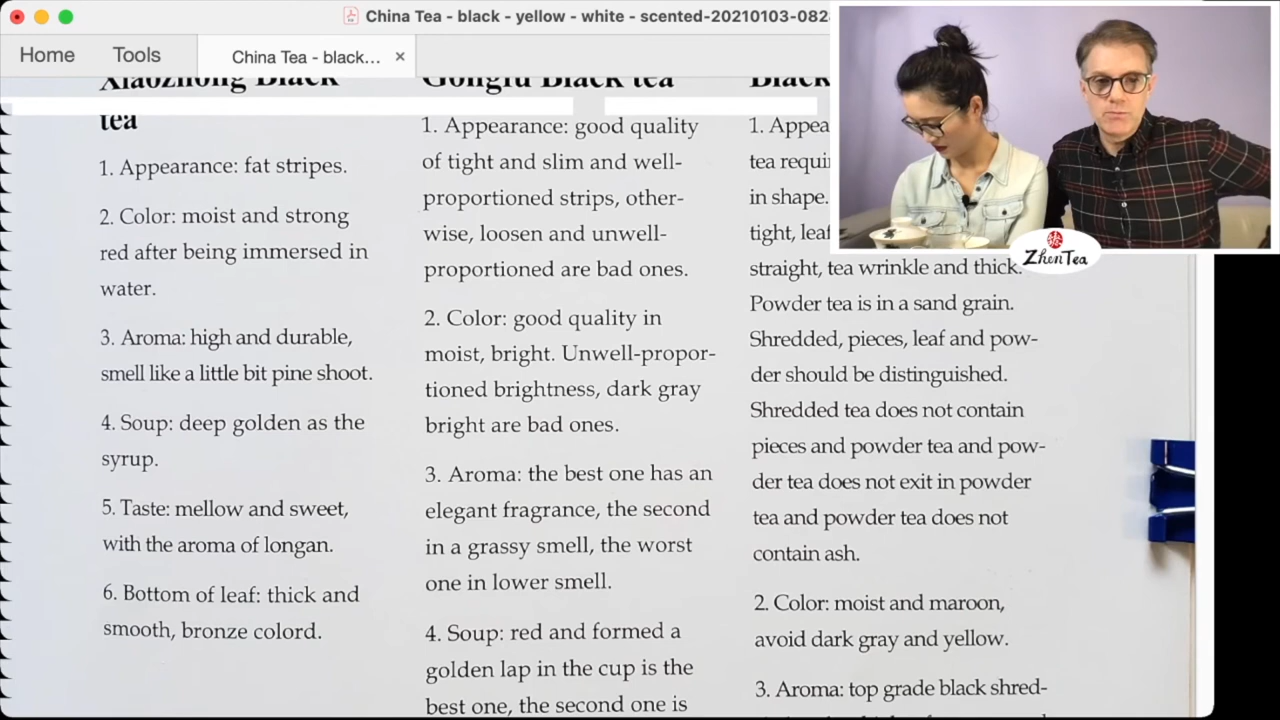 China Tea - black - yellow - white - scented-20210103-082
Home
Tools
China Tea - black... ×
Xiaozhong Black
tea
1. Appearance: fat stripes.
2. Color: moist and strong
red after being immersed in
water.
3. Aroma: high and durable,
smell like a little bit pine shoot.
4. Soup: deep golden as the
syrup.
5. Taste: mellow and sweet,
with the aroma of longan.
6. Bottom of leaf: thick and
smooth, bronze colord.
Gongfu Black tea
1. Appearance: good quality
of tight and slim and well-
proportioned strips, other-
wise, loosen and unwell-
proportioned are bad ones.
2. Color: good quality in
moist, bright. Unwell-propor-
tioned brightness, dark gray
bright are bad ones.
3. Aroma: the best one has an
elegant fragrance, the second
in a grassy smell, the worst
one in lower smell.
4. Soup: red and formed a
golden lap in the cup is the
best one, the second one is
Black
1. Appea
tea requi
in shape.
tight, leaf
straight, tea wrinkle and thick.
Powder tea is in a sand grain.
Shredded, pieces, leaf and pow-
der should be distinguished.
Shredded tea does not contain
pieces and powder tea and pow-
der tea does not exit in powder
tea and powder tea does not
contain ash.
2. Color: moist and maroon,
avoid dark gray and yellow.
3. Aroma: top grade black shred-
Zhen Tea